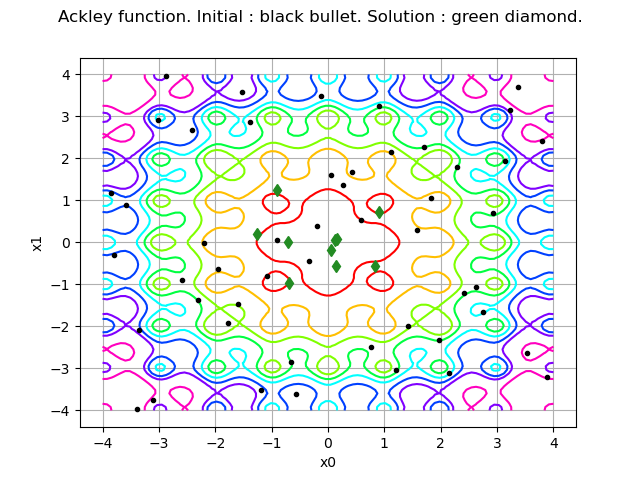 Ackley function. Initial : black bullet. Solution : green diamond.
4
3
2
1
0
−1
−2
−3
−4
x1
−4 −3 −2 −1 0 1 2 3 4
x0